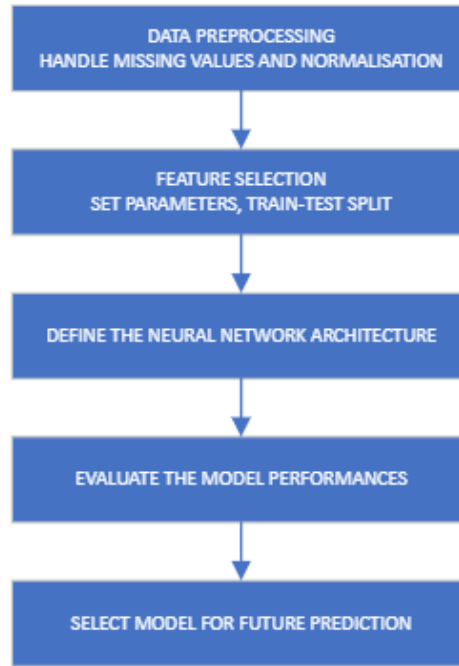 DATA PREPROCESSING
HANDLE MISSING VALUES AND NORMALISATION
FEATURE SELECTION
SET PARAMETERS, TRAIN-TEST SPLIT
DEFINE THE NEURAL NETWORK ARCHITECTURE
EVALUATE THE MODEL PERFORMANCES
SELECT MODEL FOR FUTURE PREDICTION